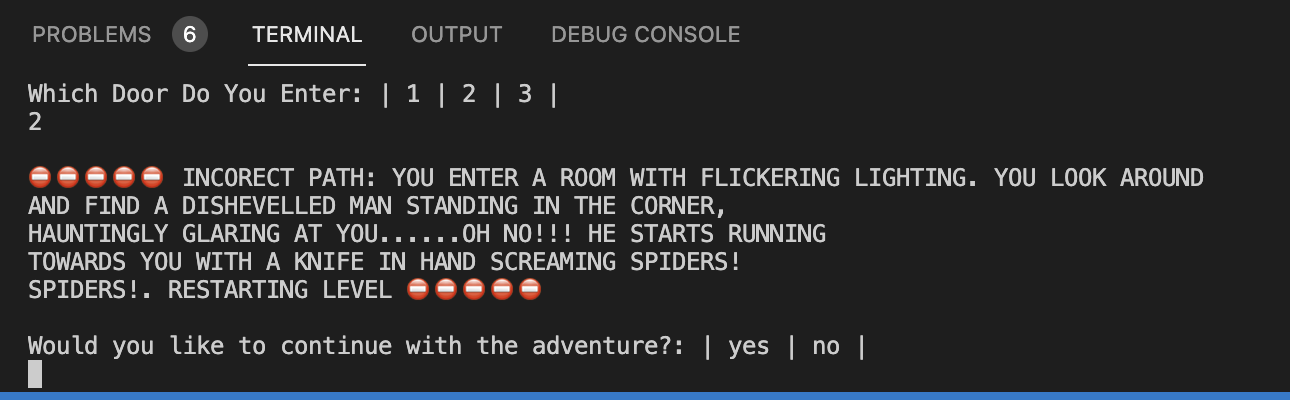 PROBLEMS 6 TERMINAL OUTPUT DEBUG CONSOLE
Which Door Do You Enter: | 1 | 2 | 3 |
2
⛔⛔⛔⛔⛔ INCORECT PATH: YOU ENTER A ROOM WITH FLICKERING LIGHTING. YOU LOOK AROUND
AND FIND A DISHEVELLED MAN STANDING IN THE CORNER,
HAUNTINGLY GLARING AT YOU......OH NO!!! HE STARTS RUNNING
TOWARDS YOU WITH A KNIFE IN HAND SCREAMING SPIDERS!
SPIDERS!. RESTARTING LEVEL ⛔⛔⛔⛔⛔
Would you like to continue with the adventure?: | yes | no |